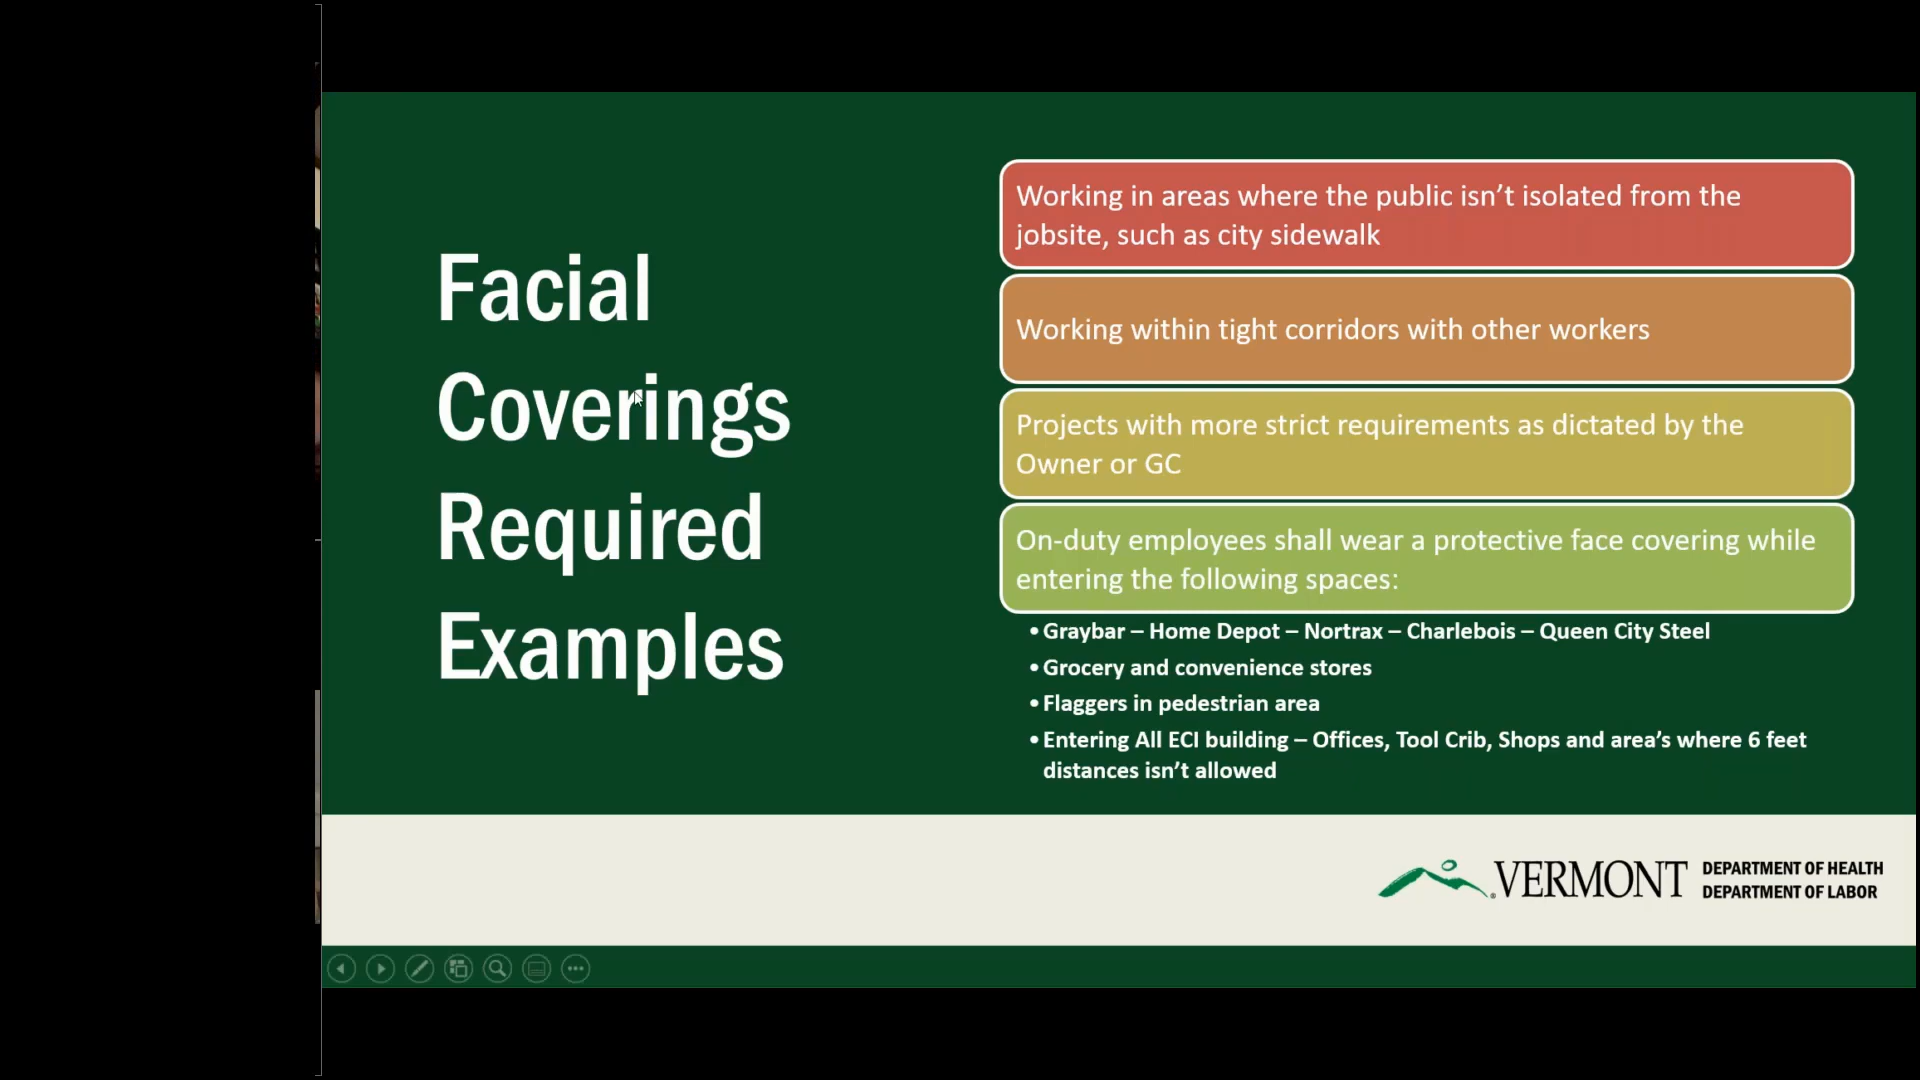 Facial
Coverings
Required
Examples
Working in areas where the public isn’t isolated from the
jobsite, such as city sidewalk
Working within tight corridors with other workers
Projects with more strict requirements as dictated by the
Owner or GC
On-duty employees shall wear a protective face covering while
entering the following spaces:
•Graybar – Home Depot – Nortrax – Charlebois – Queen City Steel
•Grocery and convenience stores
•Flaggers in pedestrian area
•Entering All ECI building – Offices, Tool Crib, Shops and area’s where 6 feet
distances isn’t allowed
VERMONT
DEPARTMENT OF HEALTH
DEPARTMENT OF LABOR